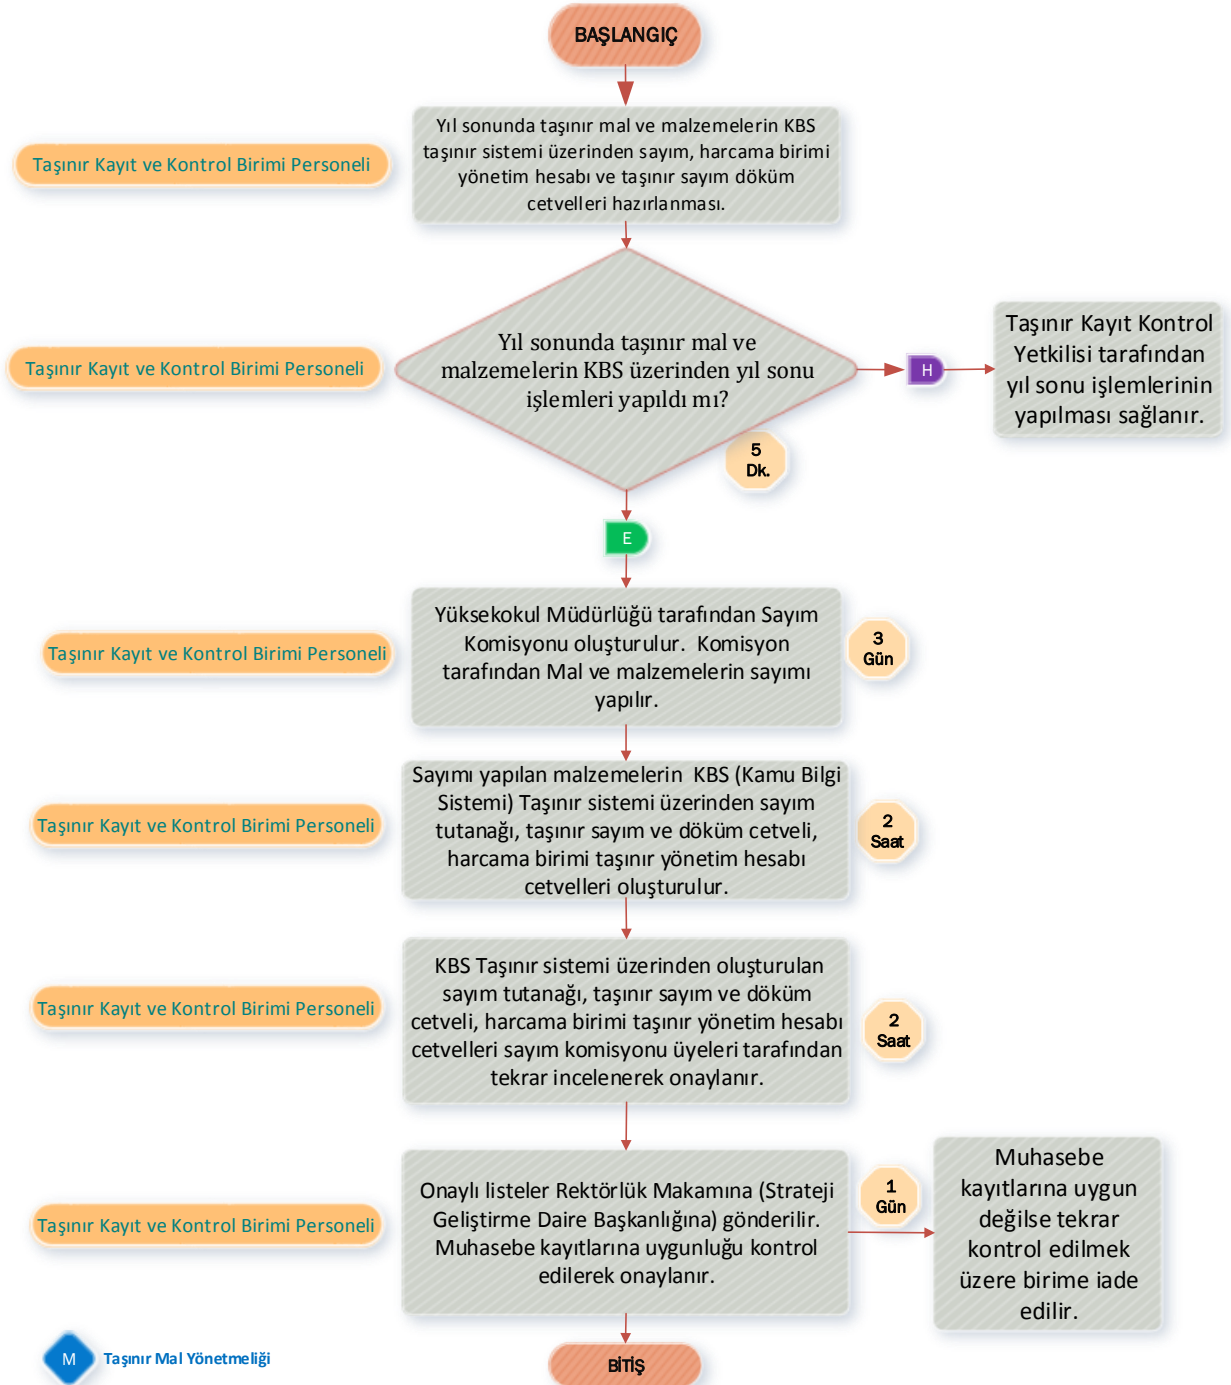 BAŞLANGIÇ
Taşınır Kayıt ve Kontrol Birimi Personeli
Yıl sonunda taşınır mal ve malzemelerin KBS
taşınır sistemi üzerinden sayım, harcama birimi
yönetim hesabı ve taşınır sayım döküm
cetvelleri hazırlanması.
Taşınır Kayıt ve Kontrol Birimi Personeli
Yıl sonunda taşınır mal ve
malzemelerin KBS üzerinden yıl sonu
işlemleri yapıldı mı?
H
Taşınır Kayıt Kontrol
Yetkilisi tarafından
yıl sonu işlemlerinin
yapılması sağlanır.
5
Dk.
E
Taşınır Kayıt ve Kontrol Birimi Personeli
Yüksekokul Müdürlüğü tarafından Sayım
Komisyonu oluşturulur.  Komisyon
tarafından Mal ve malzemelerin sayımı
yapılır.
3
Gün
Taşınır Kayıt ve Kontrol Birimi Personeli
Sayımı yapılan malzemelerin  KBS (Kamu Bilgi
Sistemi) Taşınır sistemi üzerinden sayım
tutanağı, taşınır sayım ve döküm cetveli,
harcama birimi taşınır yönetim hesabı
cetvelleri oluşturulur.
2
Saat
Taşınır Kayıt ve Kontrol Birimi Personeli
KBS Taşınır sistemi üzerinden oluşturulan
sayım tutanağı, taşınır sayım ve döküm
cetveli, harcama birimi taşınır yönetim hesabı
cetvelleri sayım komisyonu üyeleri tarafından
tekrar incelenerek onaylanır.
2
Saat
Taşınır Kayıt ve Kontrol Birimi Personeli
Onaylı listeler Rektörlük Makamına (Strateji
Geliştirme Daire Başkanlığına) gönderilir.
Muhasebe kayıtlarına uygunluğu kontrol
edilerek onaylanır.
1
Gün
Muhasebe
kayıtlarına uygun
değilse tekrar
kontrol edilmek
üzere birime iade
edilir.
M
Taşınır Mal Yönetmeliği
BİTİŞ